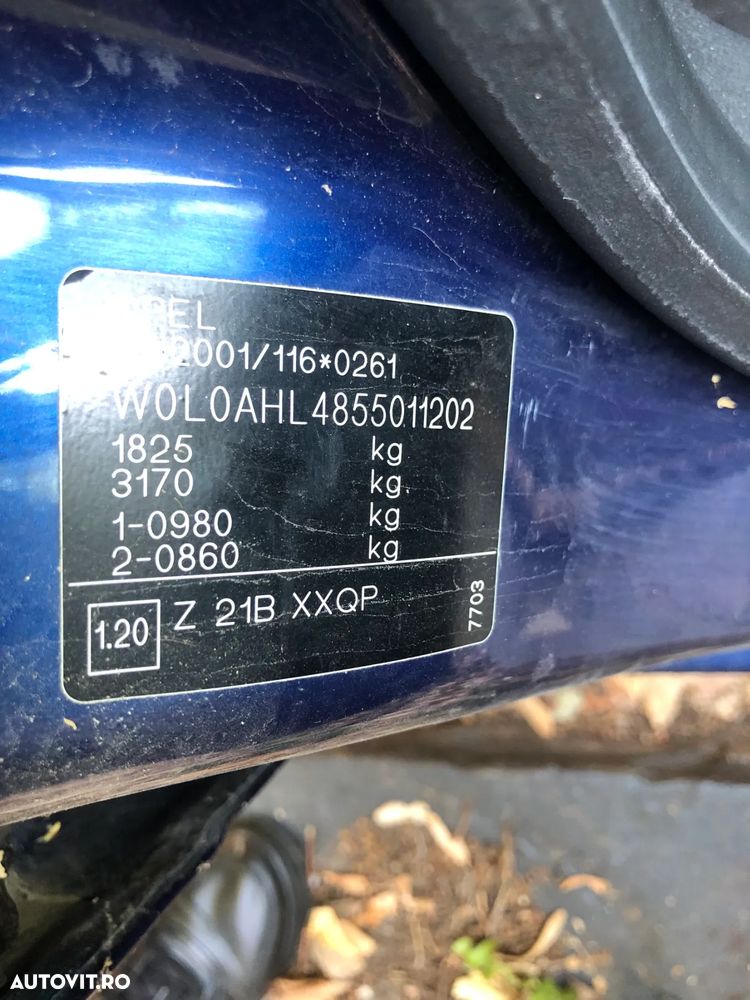 OPEL
2001/116*0261
W0L0AHL4855011202
1825 kg
3170 kg
1-0980 kg
2-0860 kg
1.20 Z 21B XXQP 7703
AUTOVIT.RO